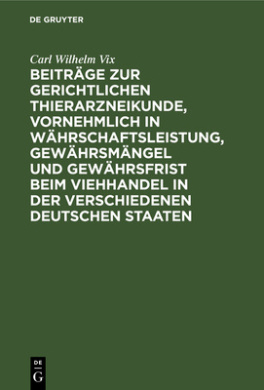 DE GRUYTER
Carl Wilhelm Vix
BEITRÄGE ZUR
GERICHTLICHEN
THIERARZNEIKUNDE,
VORNEHMLICH IN
WÄHRSCHAFTSLEISTUNG,
GEWÄHRSMÄNGEL
UND GEWÄHRSFRIST
BEIM VIEHHANDEL IN
DER VERSCHIEDENEN
DEUTSCHEN STAATEN
DE
G